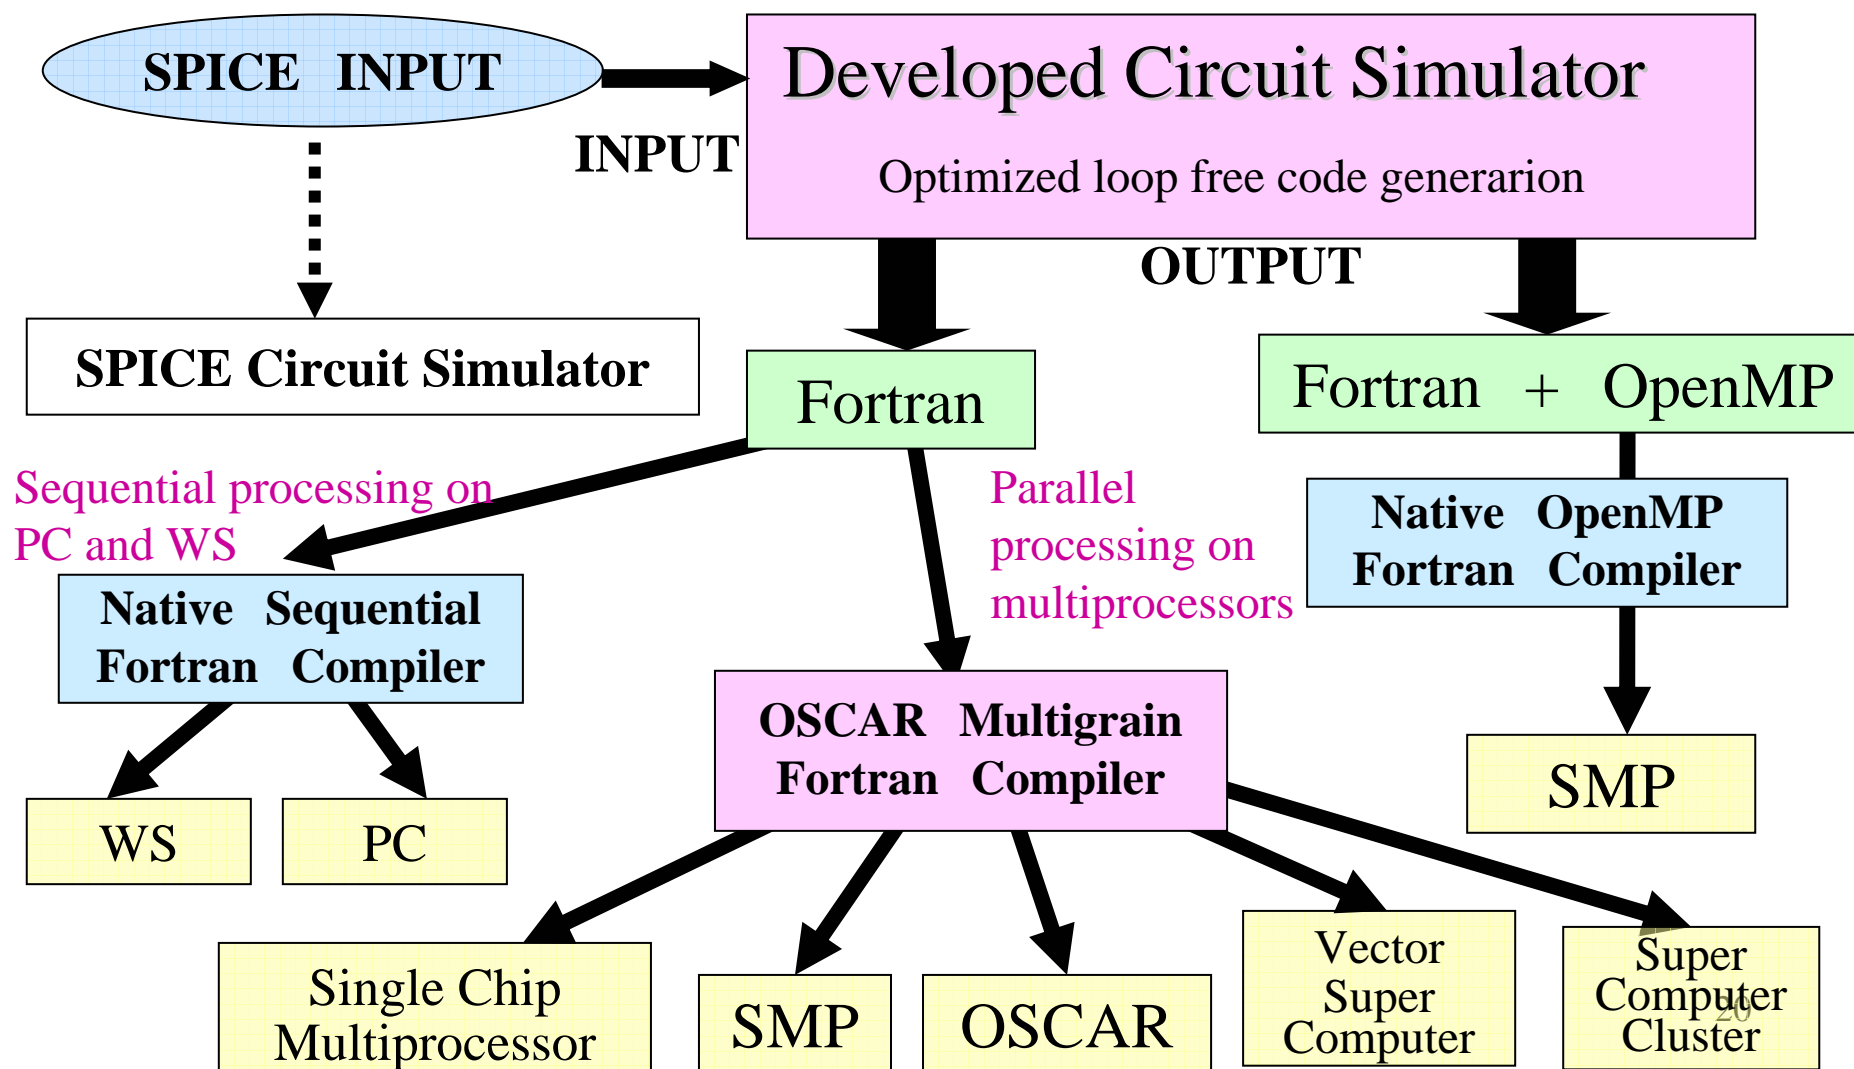 SPICE INPUT
Developed Circuit Simulator
INPUT
Optimized loop free code generarion
OUTPUT
SPICE Circuit Simulator
Fortran
Fortran + OpenMP
Sequential processing on
PC and WS
Parallel
processing on
multiprocessors
Native OpenMP
Fortran Compiler
Native Sequential
Fortran Compiler
OSCAR Multigrain
Fortran Compiler
SMP
WS
PC
Single Chip
Multiprocessor
SMP
OSCAR
Vector
Super
Computer
Super
Computer
Cluster
20